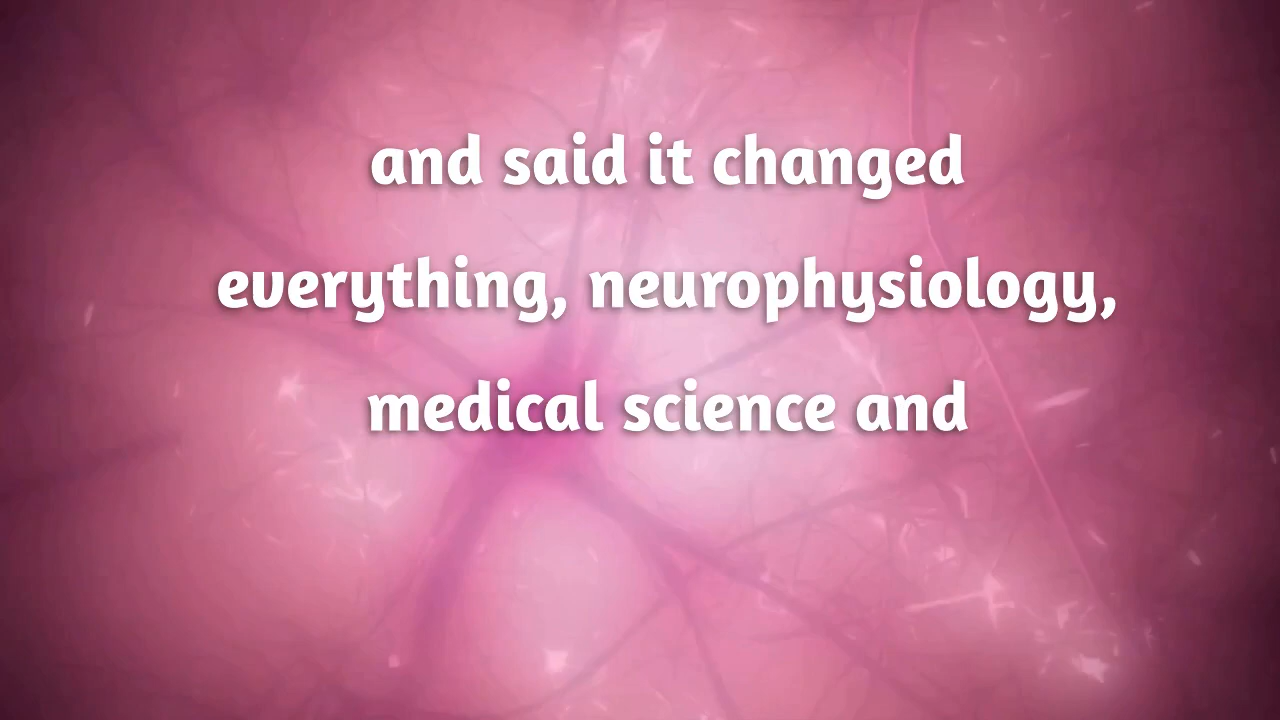 and said it changed
everything, neurophysiology,
medical science and